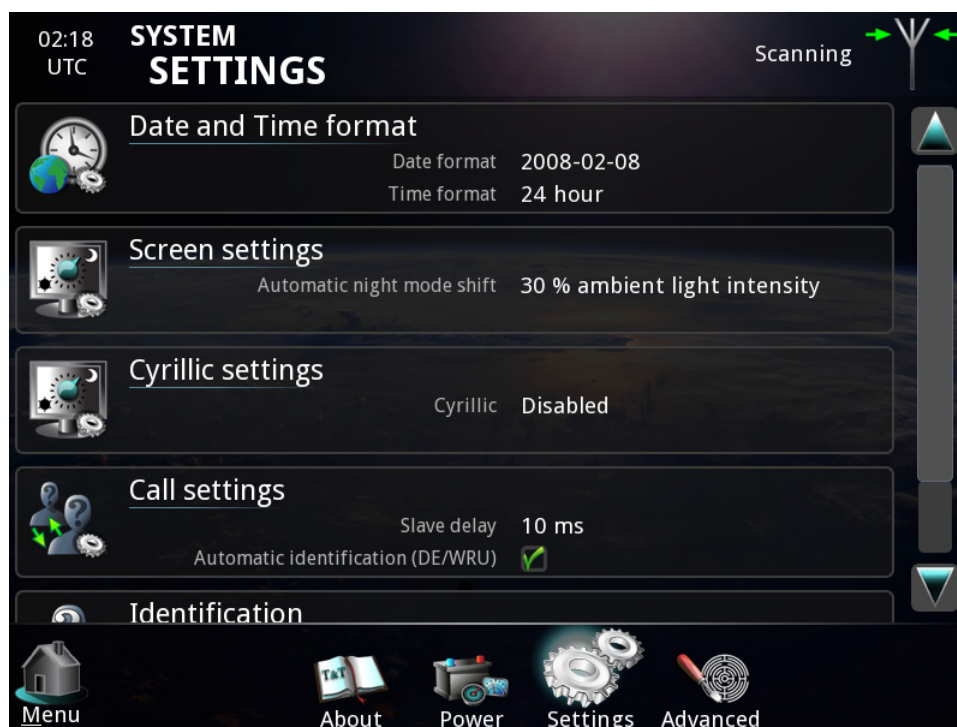 02:18
UTC
SYSTEM
SETTINGS
Scanning
Date and Time format
Date format 2008-02-08
Time format 24 hour
Screen settings
Automatic night mode shift 30 % ambient light intensity
Cyrillic settings
Cyrillic Disabled
Call settings
Slave delay 10 ms
Automatic identification (DE/WRU)
Identification
T&T
Menu About Power Settings Advanced